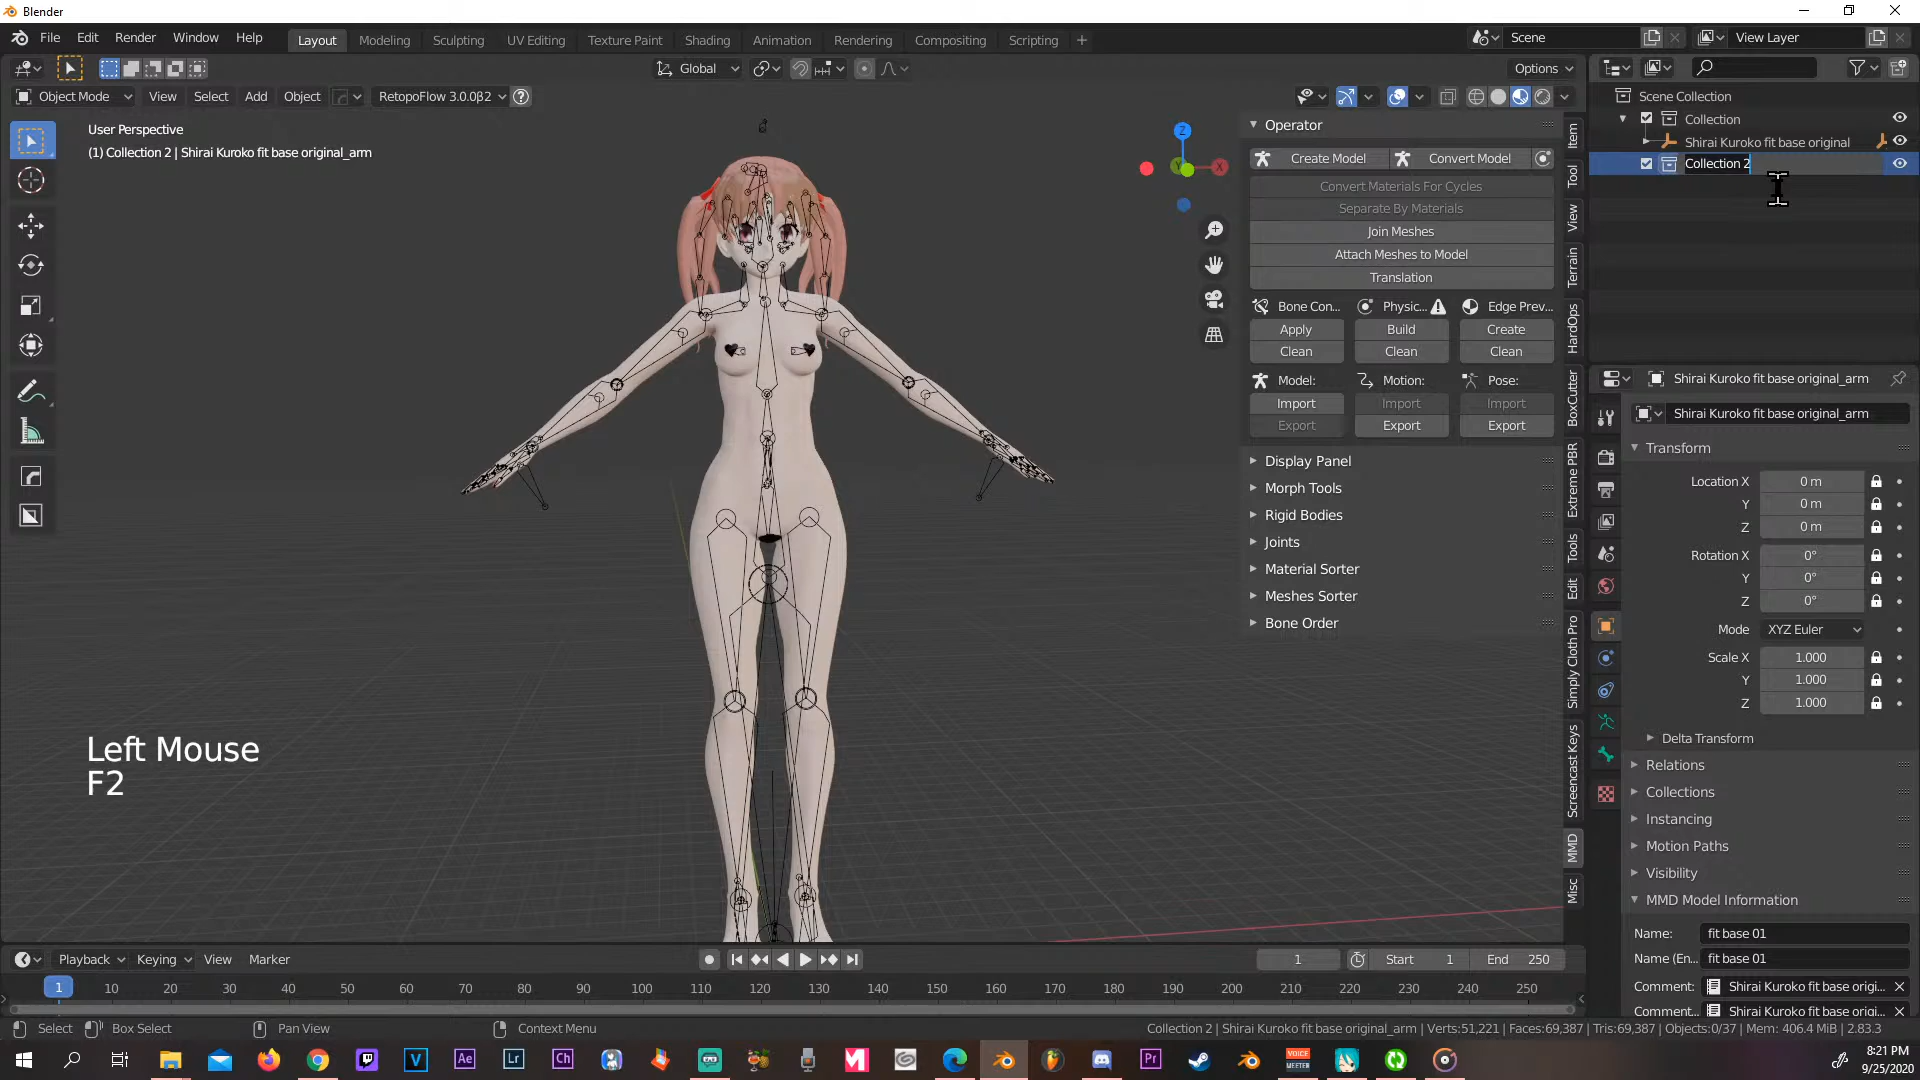 Blender
File Edit Render Window Help
Layout Modeling Sculpting UV Editing Texture Paint Shading Animation Rendering Compositing Scripting
Scene
View Layer
Global
Options
Object Mode View Select Add Object RetopoFlow 3.0.0β2
User Perspective
(1) Collection 2 | Shirai Kuroko fit base original_arm
Z
X
Y
Operator
Create Model Convert Model
Convert Materials For Cycles
Separate By Materials
Join Meshes
Attach Meshes to Model
Translation
Bone Con... Physic... Edge Prev...
Apply Build Create
Clean Clean Clean
Model: Motion: Pose:
Import Import Import
Export Export Export
Display Panel
Morph Tools
Rigid Bodies
Joints
Material Sorter
Meshes Sorter
Bone Order
Item
Tool
View
Terrain
HardOps
BoxCutter
Extreme PBR
Tools
Edit
Simply Cloth Pro
Screencast Keys
MMD
Misc
Scene Collection
Collection
Shirai Kuroko fit base original
Collection 2
Shirai Kuroko fit base original_arm
Shirai Kuroko fit base original_arm
Transform
Location X 0 m
Y 0 m
Z 0 m
Rotation X 0°
Y 0°
Z 0°
Mode XYZ Euler
Scale X 1.000
Y 1.000
Z 1.000
Delta Transform
Relations
Collections
Instancing
Motion Paths
Visibility
MMD Model Information
Name: fit base 01
Name (En... fit base 01
Comment: Shirai Kuroko fit base origi...
Comment... Shirai Kuroko fit base origi...
Left Mouse
F2
Playback Keying View Marker
1 Start 1 End 250
1 10 20 30 40 50 60 70 80 90 100 110 120 130 140 150 160 170 180 190 200 210 220 230 240 250
Select Box Select Pan View Context Menu
Collection 2 | Shirai Kuroko fit base original_arm | Verts:51,221 | Faces:69,387 | Tris:69,387 | Objects:0/37 | Mem: 406.4 MiB | 2.83.3
V Ae Lr Ch Pr
VOICE MEETER
8:21 PM
9/25/2020